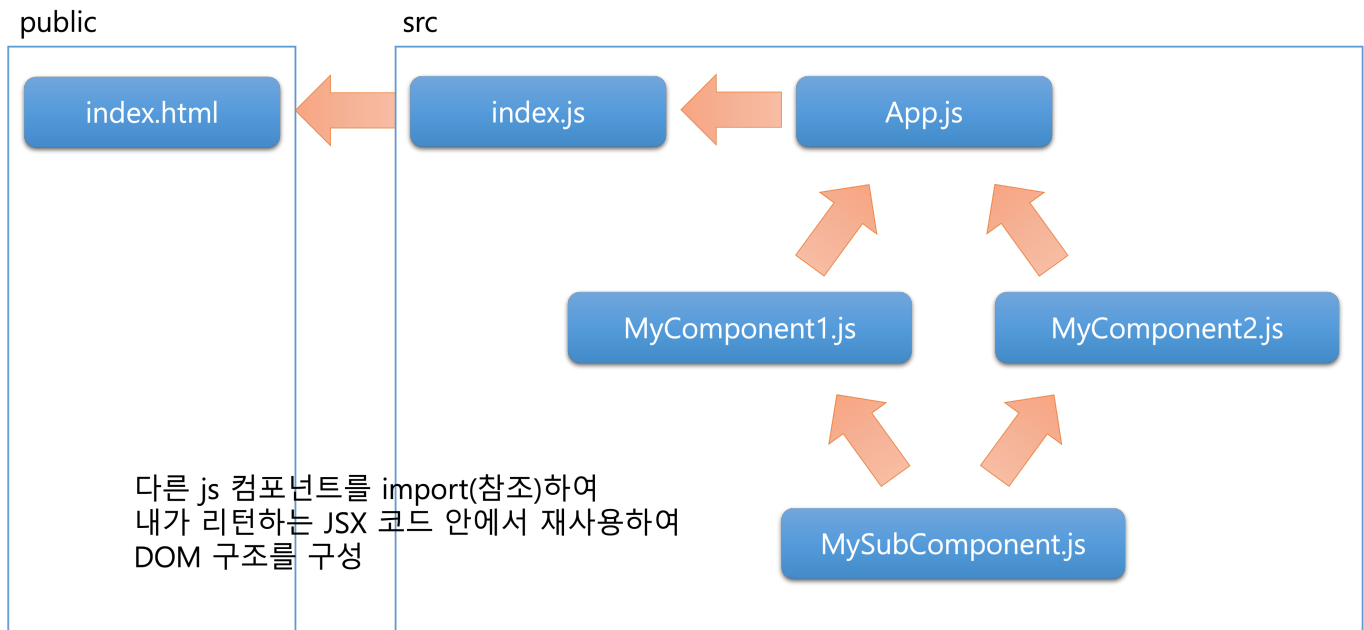 public
src
index.html
index.js
App.js
MyComponent1.js
MyComponent2.js
다른 js 컴포넌트를 import(참조)하여
내가 리턴하는 JSX 코드 안에서 재사용하여
DOM 구조를 구성
MySubComponent.js